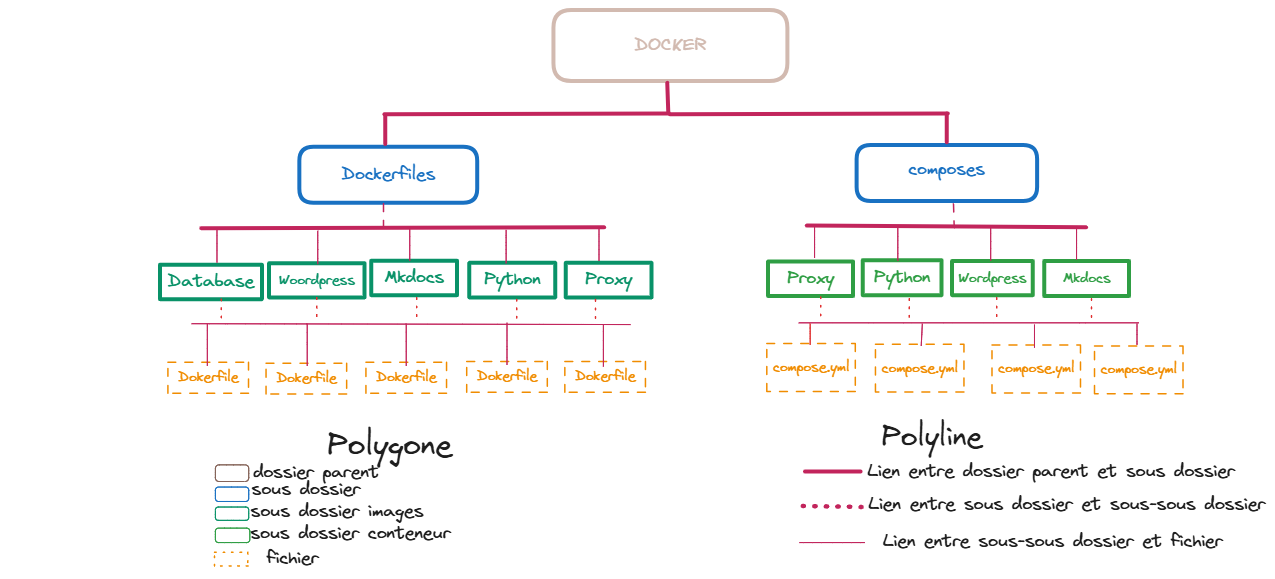 DOCKER
Dockerfiles
composes
Database
Woordpress
Mkdocs
Python
Proxy
Proxy
Python
Wordpress
Mkdocs
Dokerfile
Dokerfile
Dokerfile
Dokerfile
Dokerfile
compose.yml
compose.yml
compose.yml
compose.yml
Polygone
dossier parent
sous dossier
sous dossier images
sous dossier conteneur
fichier
Polyline
Lien entre dossier parent et sous dossier
Lien entre sous dossier et sous-sous dossier
Lien entre sous-sous dossier et fichier